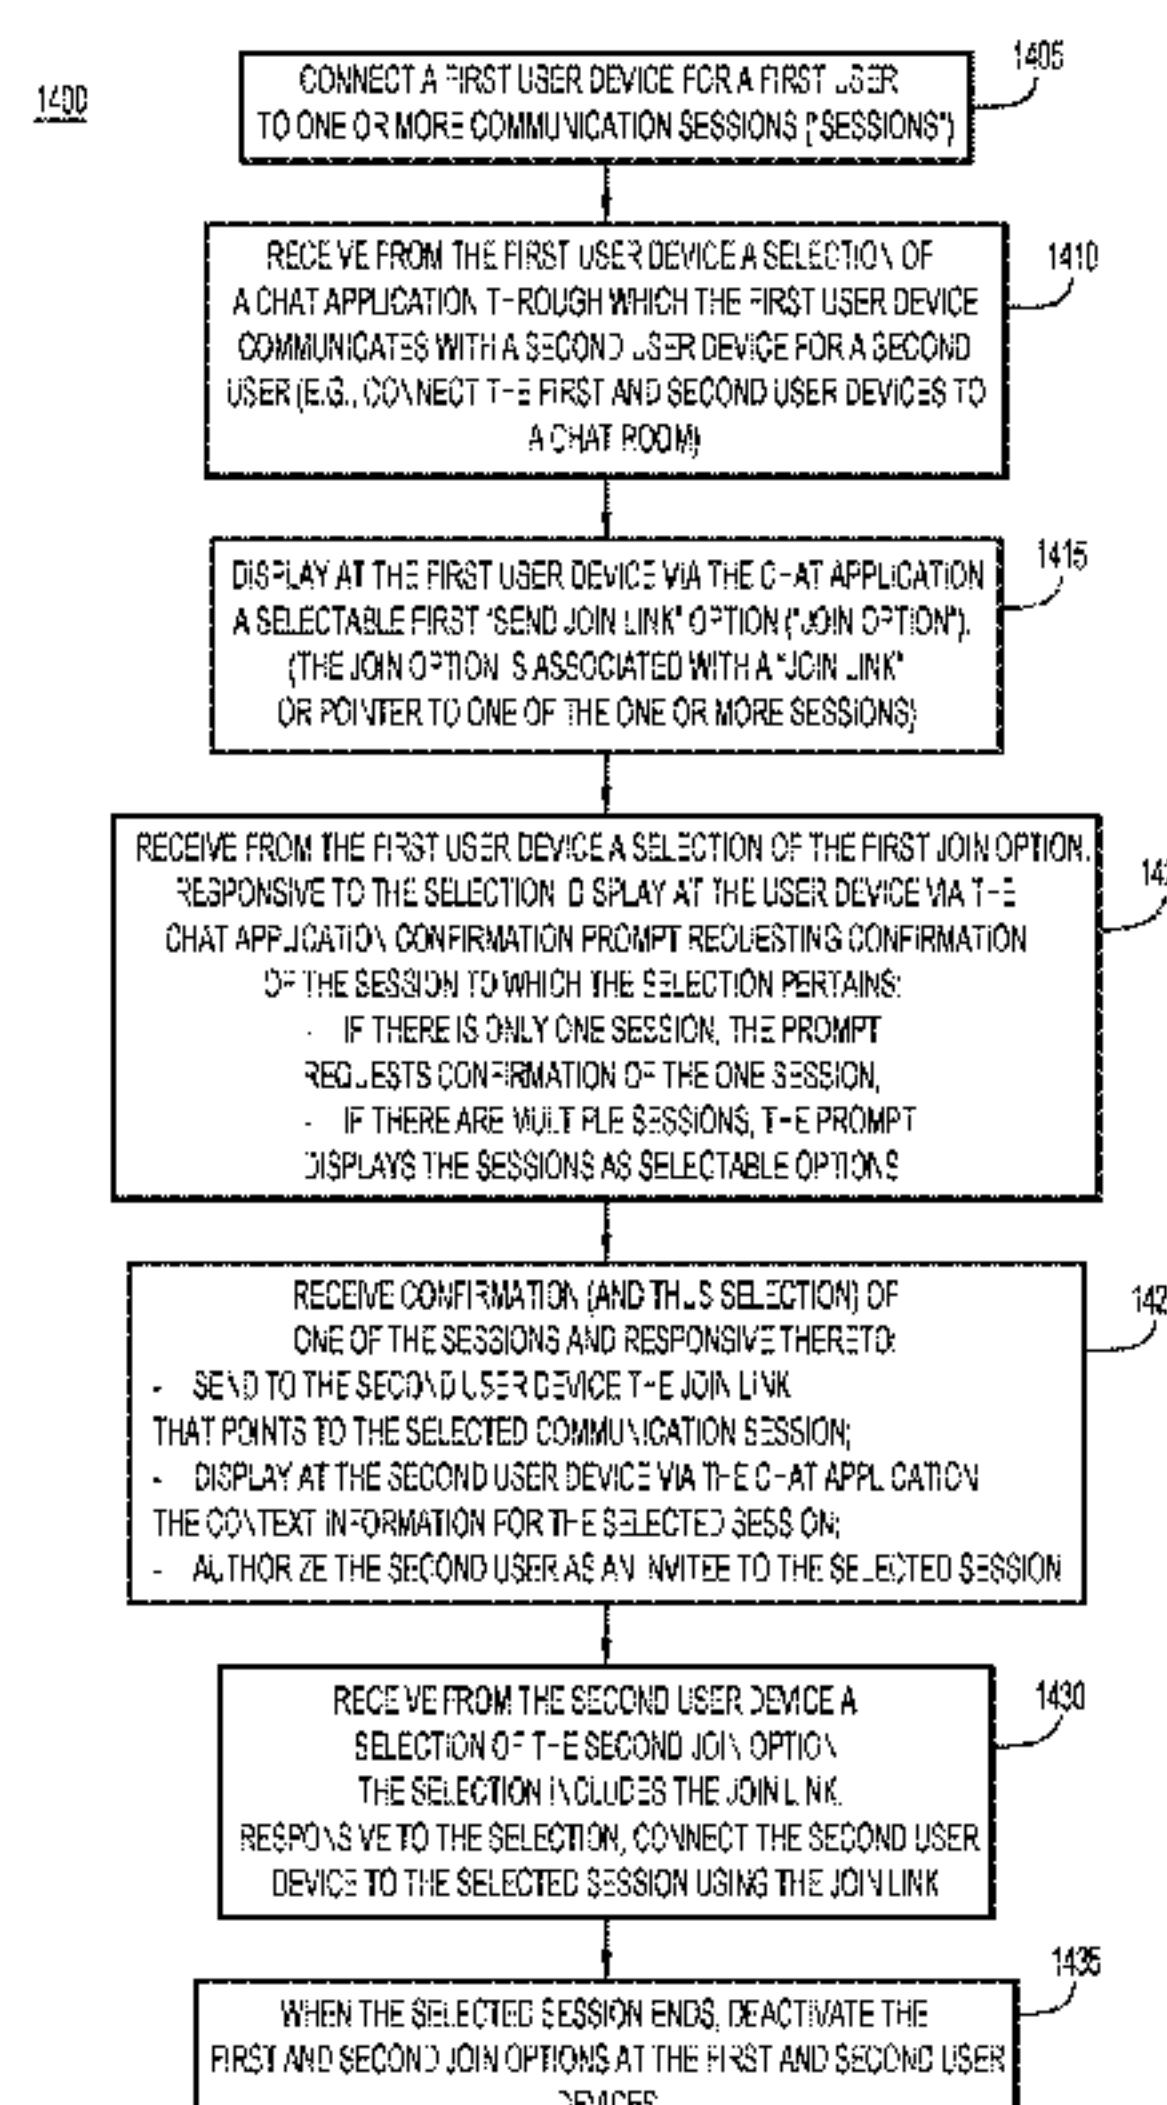 1400
1405
CONNECT A FIRST USER DEVICE FOR A FIRST USER
TO ONE OR MORE COMMUNICATION SESSIONS ("SESSIONS")
1410
RECEIVE FROM THE FIRST USER DEVICE A SELECTION OF
A CHAT APPLICATION THROUGH WHICH THE FIRST USER DEVICE
COMMUNICATES WITH A SECOND USER DEVICE FOR A SECOND
USER (E.G., CONNECT THE FIRST AND SECOND USER DEVICES TO
A CHAT ROOM)
1415
DISPLAY AT THE FIRST USER DEVICE VIA THE CHAT APPLICATION
A SELECTABLE FIRST "SEND JOIN LINK" OPTION ("JOIN OPTION").
(THE JOIN OPTION IS ASSOCIATED WITH A "JOIN LINK"
OR POINTER TO ONE OF THE ONE OR MORE SESSIONS)
RECEIVE FROM THE FIRST USER DEVICE A SELECTION OF THE FIRST JOIN OPTION.
RESPONSIVE TO THE SELECTION, DISPLAY AT THE USER DEVICE VIA THE
CHAT APPLICATION CONFIRMATION PROMPT REQUESTING CONFIRMATION
OF THE SESSION TO WHICH THE SELECTION PERTAINS:
- IF THERE IS ONLY ONE SESSION, THE PROMPT
REQUESTS CONFIRMATION OF THE ONE SESSION,
- IF THERE ARE MULTIPLE SESSIONS, THE PROMPT
DISPLAYS THE SESSIONS AS SELECTABLE OPTIONS
RECEIVE CONFIRMATION (AND THUS SELECTION) OF
ONE OF THE SESSIONS AND RESPONSIVE THERETO:
- SEND TO THE SECOND USER DEVICE THE JOIN LINK
THAT POINTS TO THE SELECTED COMMUNICATION SESSION;
- DISPLAY AT THE SECOND USER DEVICE VIA THE CHAT APPLICATION
THE CONTEXT INFORMATION FOR THE SELECTED SESSION;
- AUTHORIZE THE SECOND USER AS AN INVITEE TO THE SELECTED SESSION
1430
RECEIVE FROM THE SECOND USER DEVICE A
SELECTION OF THE SECOND JOIN OPTION
THE SELECTION INCLUDES THE JOIN LINK.
RESPONSIVE TO THE SELECTION, CONNECT THE SECOND USER
DEVICE TO THE SELECTED SESSION USING THE JOIN LINK
1435
WHEN THE SELECTED SESSION ENDS, DEACTIVATE THE
FIRST AND SECOND JOIN OPTIONS AT THE FIRST AND SECOND USER
DEVICES